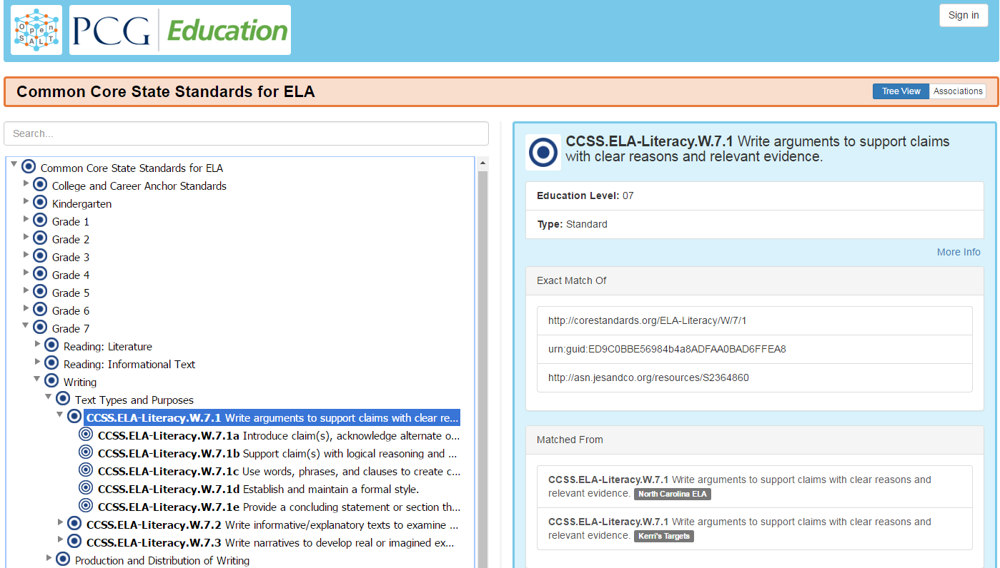 Open
SALT
PCG Education
Sign in
Common Core State Standards for ELA
Tree View
Associations
Search...
Common Core State Standards for ELA
College and Career Anchor Standards
Kindergarten
Grade 1
Grade 2
Grade 3
Grade 4
Grade 5
Grade 6
Grade 7
Reading: Literature
Reading: Informational Text
Writing
Text Types and Purposes
CCSS.ELA-Literacy.W.7.1 Write arguments to support claims with clear re...
CCSS.ELA-Literacy.W.7.1a Introduce claim(s), acknowledge alternate o...
CCSS.ELA-Literacy.W.7.1b Support claim(s) with logical reasoning and ...
CCSS.ELA-Literacy.W.7.1c Use words, phrases, and clauses to create c...
CCSS.ELA-Literacy.W.7.1d Establish and maintain a formal style.
CCSS.ELA-Literacy.W.7.1e Provide a concluding statement or section th...
CCSS.ELA-Literacy.W.7.2 Write informative/explanatory texts to examine ...
CCSS.ELA-Literacy.W.7.3 Write narratives to develop real or imagined ex...
Production and Distribution of Writing
CCSS.ELA-Literacy.W.7.1 Write arguments to support claims
with clear reasons and relevant evidence.
Education Level: 07
Type: Standard
More Info
Exact Match Of
http://corestandards.org/ELA-Literacy/W/7/1
urn:guid:ED9C0BBE56984b4a8ADFAA0BAD6FFEA8
http://asn.jesandco.org/resources/S2364860
Matched From
CCSS.ELA-Literacy.W.7.1 Write arguments to support claims with clear reasons and
relevant evidence. North Carolina ELA
CCSS.ELA-Literacy.W.7.1 Write arguments to support claims with clear reasons and
relevant evidence. Kerri's Targets